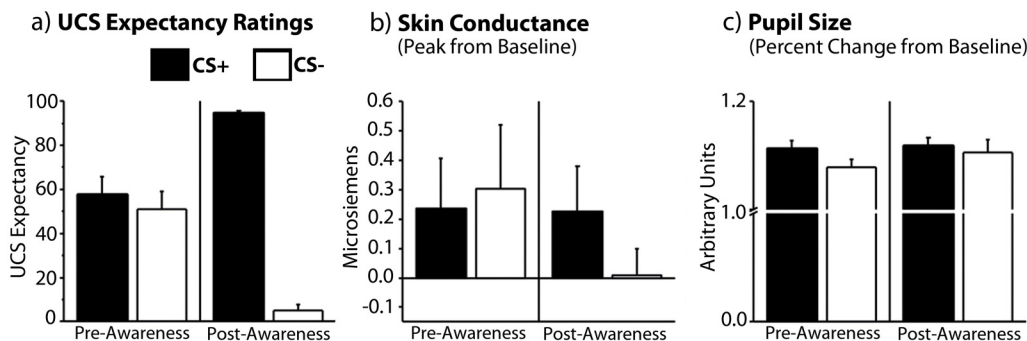 a) UCS Expectancy Ratings
CS+ CS-
UCS Expectancy
100
80
60
40
20
0
Pre-Awareness Post-Awareness
b) Skin Conductance
(Peak from Baseline)
Microsiemens
0.6
0.5
0.4
0.3
0.2
0.1
0.0
-0.1
Pre-Awareness Post-Awareness
c) Pupil Size
(Percent Change from Baseline)
Arbitrary Units
1.2
1.0
0.0
Pre-Awareness Post-Awareness